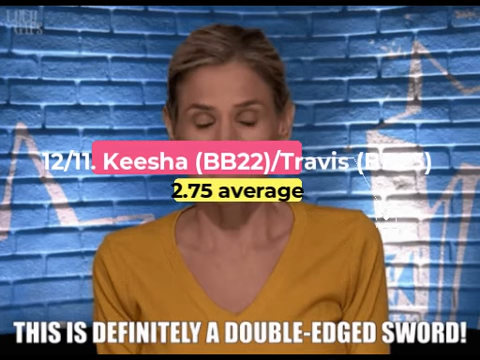 12/11. Keesha (BB22)/Travis (
2.75 average
THIS IS DEFINITELY A DOUBLE-EDGED SWORD!